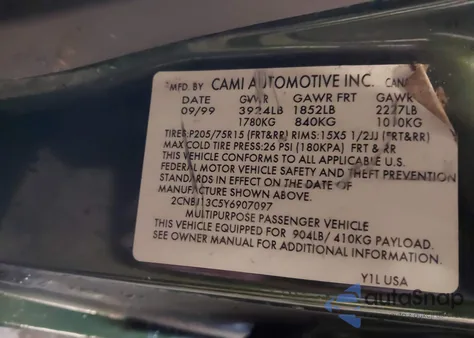 MFD. BY CAMI AUTOMOTIVE INC.
DATE GVWR GAWR FRT GAWR
09/99 3924LB 1852LB 2227LB
1780KG 840KG 1010KG
TIRES:P205/75R15 (FRT&RR) RIMS:15X5 1/2JJ (FRT&RR)
MAX COLD TIRE PRESS:26 PSI (180KPA) FRT & RR
THIS VEHICLE CONFORMS TO ALL APPLICABLE
FEDERAL MOTOR VEHICLE SAFETY AND THEFT PREVENTION
STANDARDS IN EFFECT ON THE DATE OF
MANUFACTURE SHOWN ABOVE.
MULTIPURPOSE PASSENGER VEHICLE
THIS VEHICLE EQUIPPED FOR 904LB/ 410KG PAYLOAD.
SEE OWNER MANUAL FOR ADDITIONAL INFORMATION.
Y1L USA
autoSnap